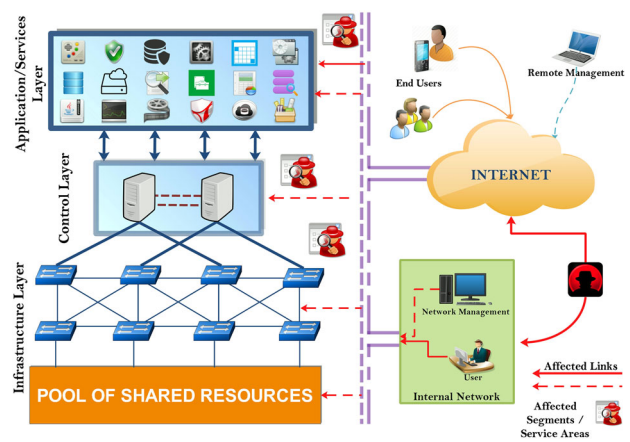 Application/Services
Layer
Control Layer
Infrastructure Layer
POOL OF SHARED RESOURCES
End Users
Remote Management
INTERNET
Network Management
User
Internal Network
Affected Links
Affected
Segments /
Service Areas